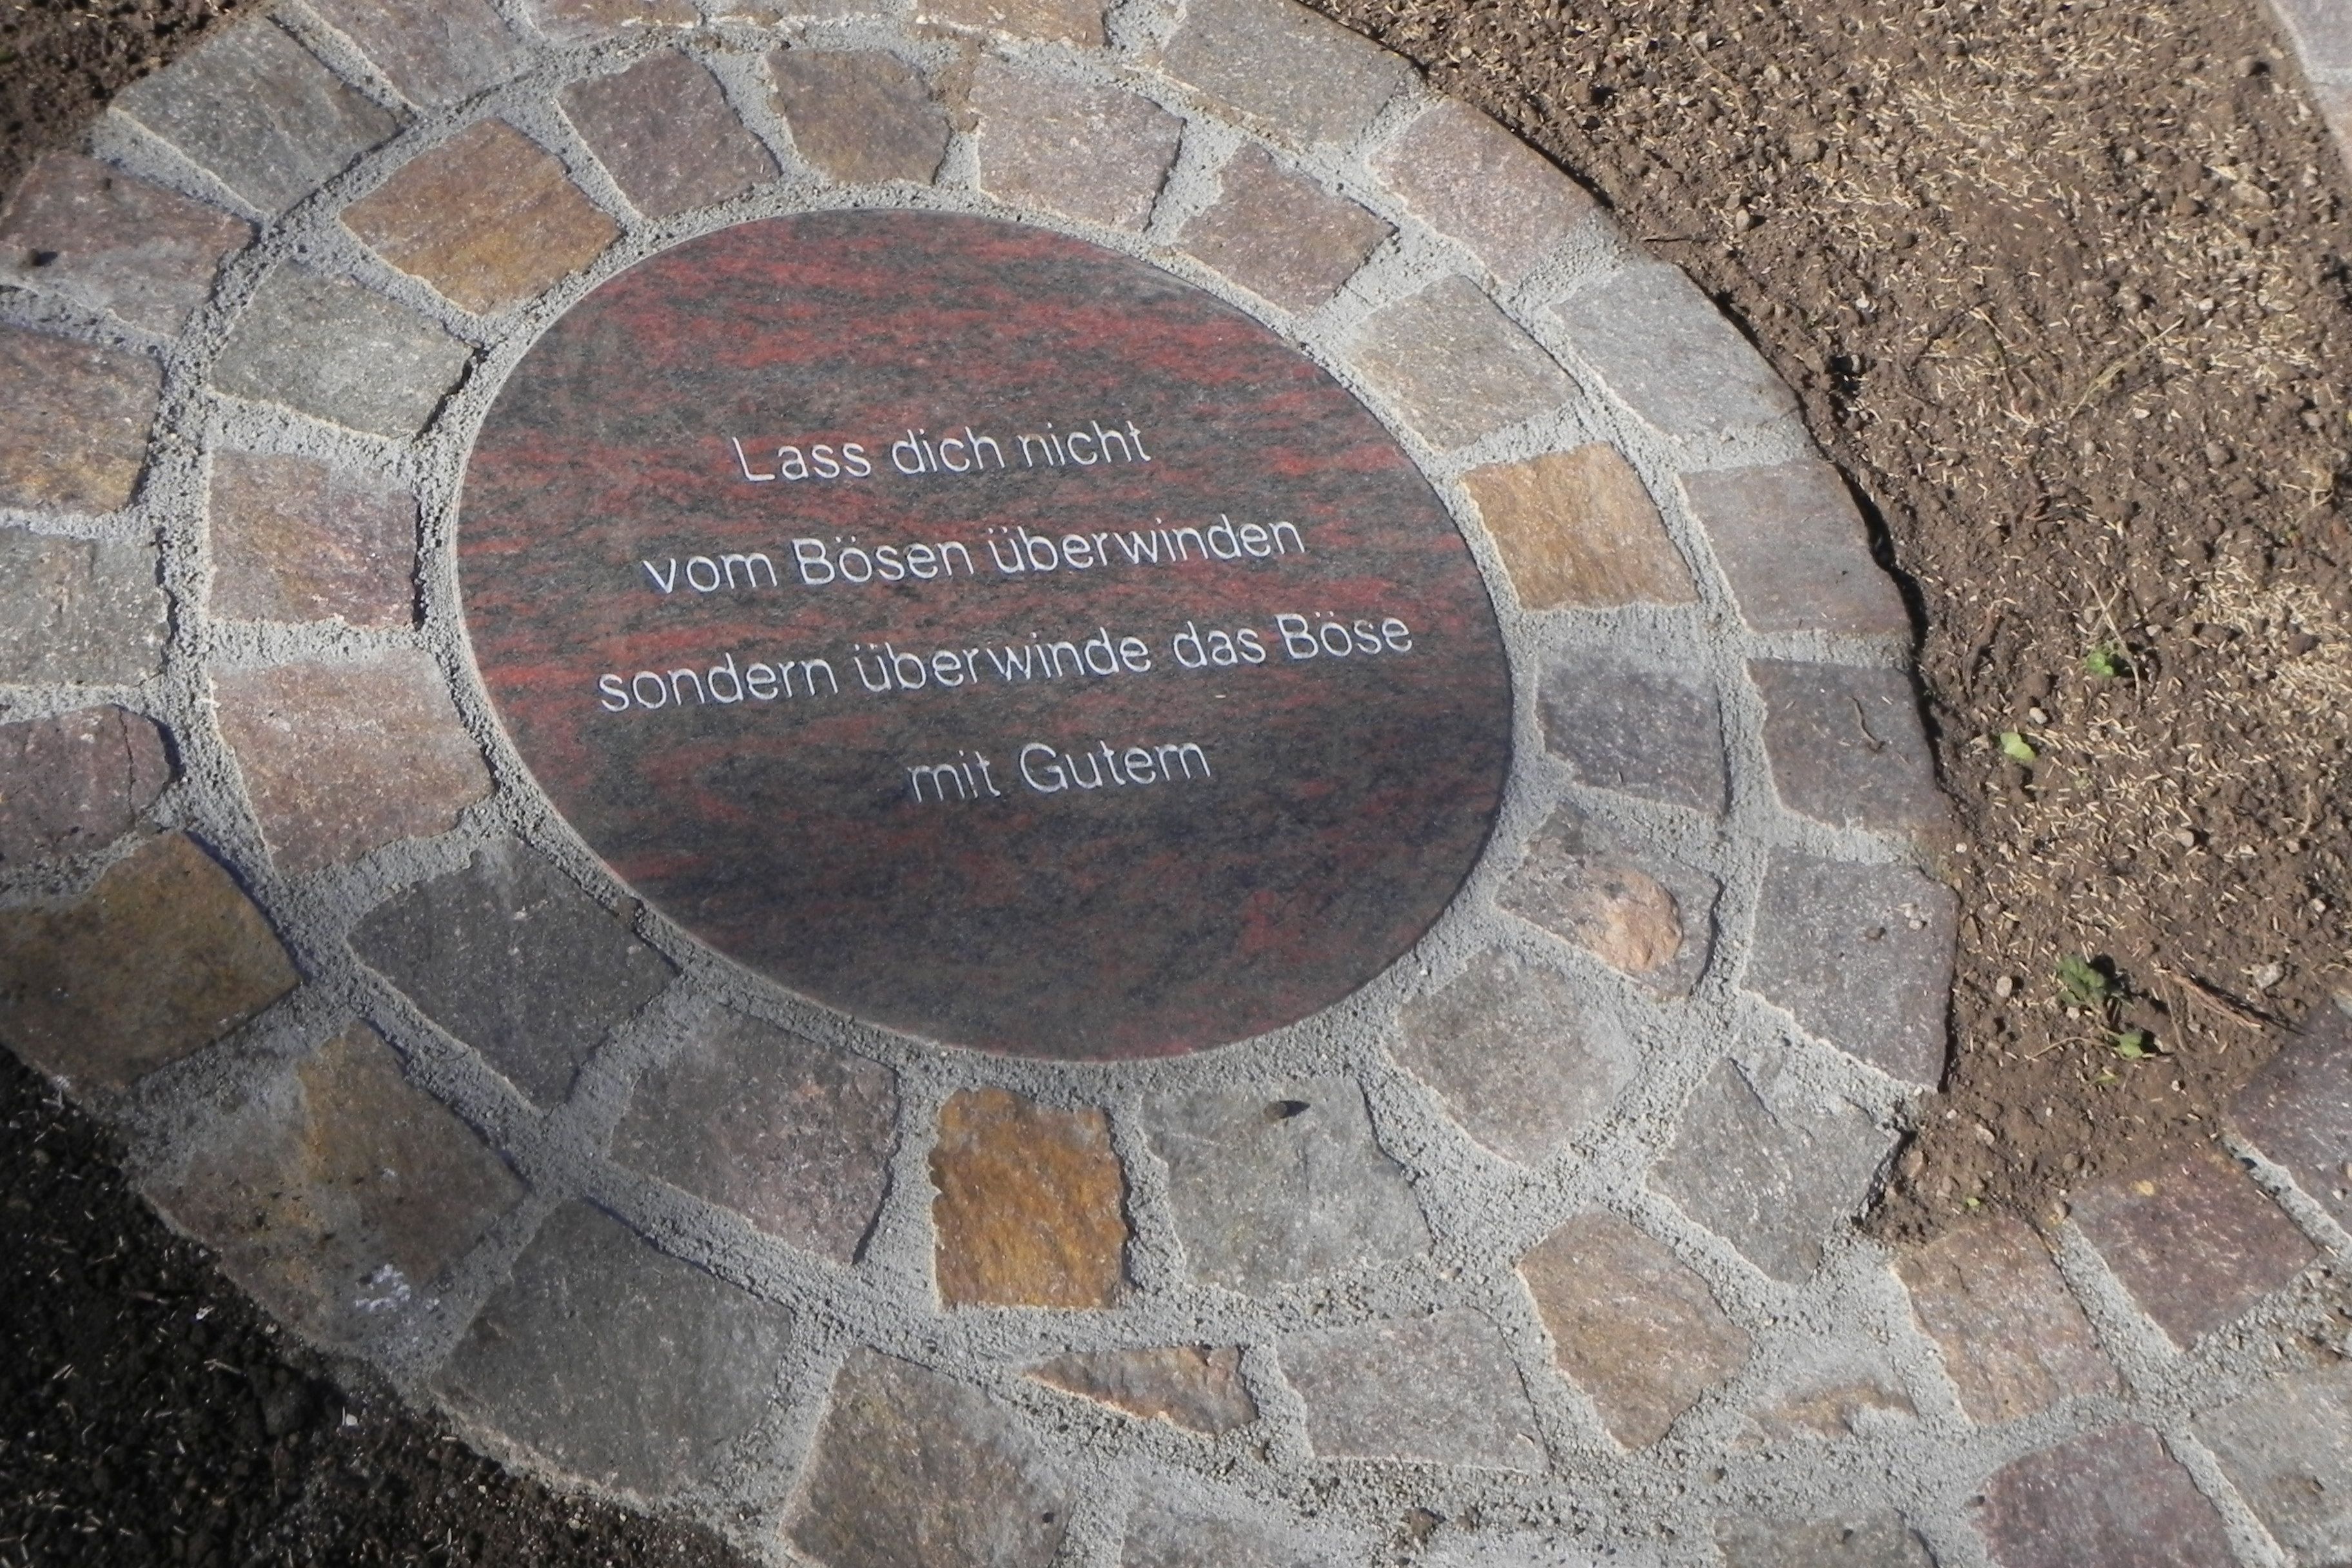 Lass dich nicht
vom Bösen überwinden
sondern überwinde das Böse
mit Gutem